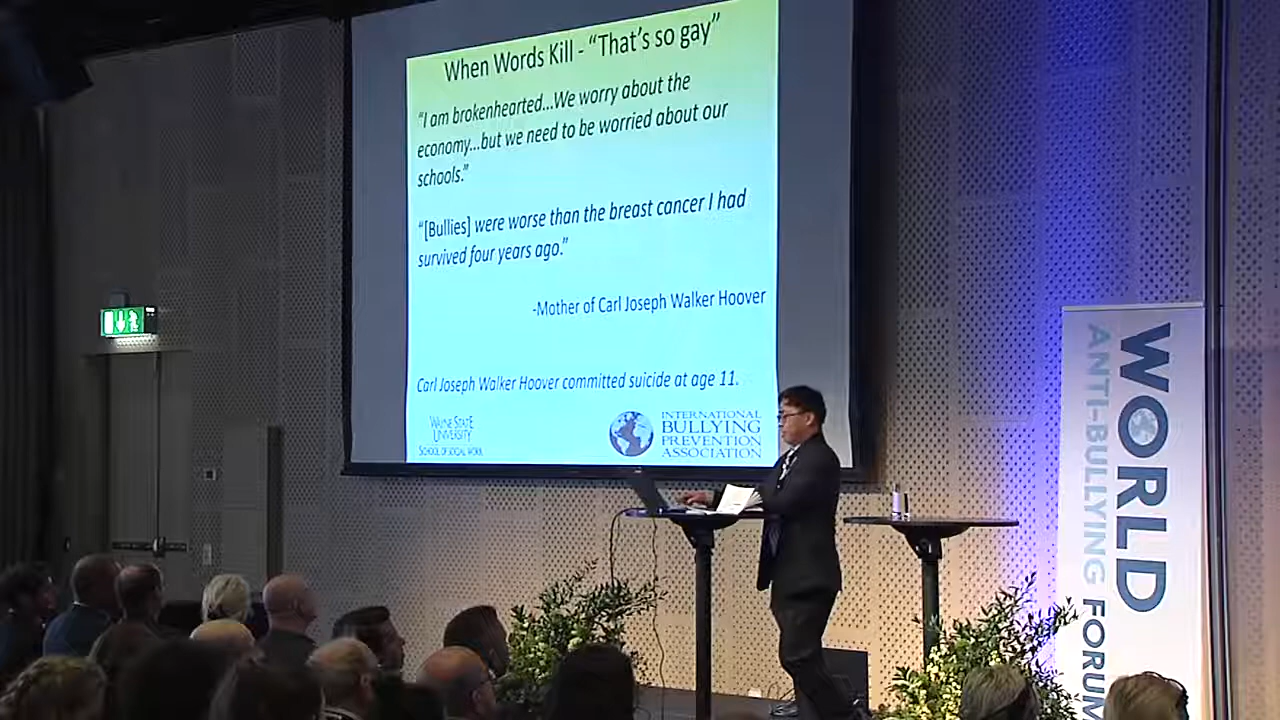 When Words Kill - “That’s so gay”
“I am brokenhearted...We worry about the
economy...but we need to be worried about our
schools.”
“[Bullies] were worse than the breast cancer I had
survived four years ago.”
-Mother of Carl Joseph Walker Hoover
Carl Joseph Walker Hoover committed suicide at age 11.
WAYNE STATE
UNIVERSITY
SCHOOL OF SOCIAL WORK
INTERNATIONAL
BULLYING
PREVENTION
ASSOCIATION
WORLD
ANTI-BULLYING FORUM